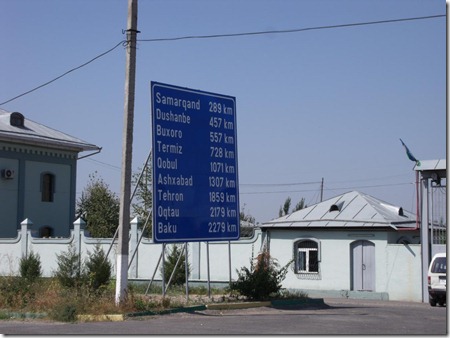 Samarqand 289 km
Dushanbe 457 km
Buxoro 557 km
Termiz 728 km
Qobul 1071 km
Ashxabad 1307 km
Tehron 1859 km
Oqtau 2179 km
Baku 2279 km